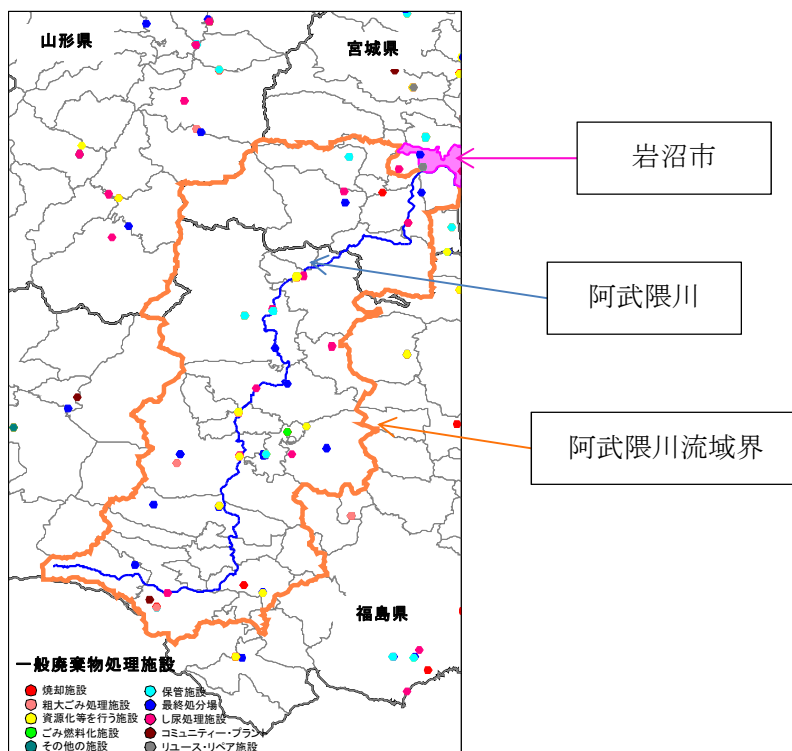 山形県
宮城県
岩沼市
阿武隈川
阿武隈川流域界
福島県
一般廃棄物処理施設
焼却施設
粗大ごみ処理施設
資源化等を行う施設
ごみ燃料化施設
その他の施設
保管施設
最終処分場
し尿処理施設
コミュニティー・プラント
リユース・リペア施設